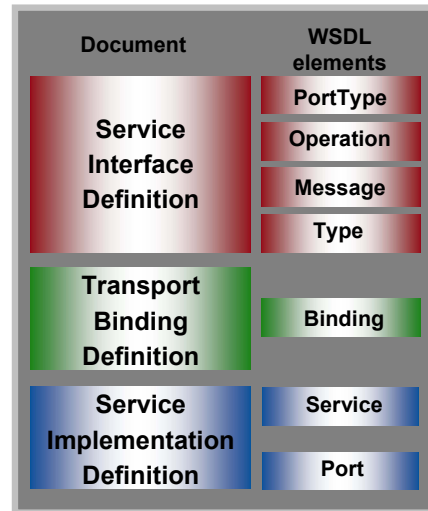 Document
WSDL
elements
Service
Interface
Definition
PortType
Operation
Message
Type
Transport
Binding
Definition
Binding
Service
Implementation
Definition
Service
Port